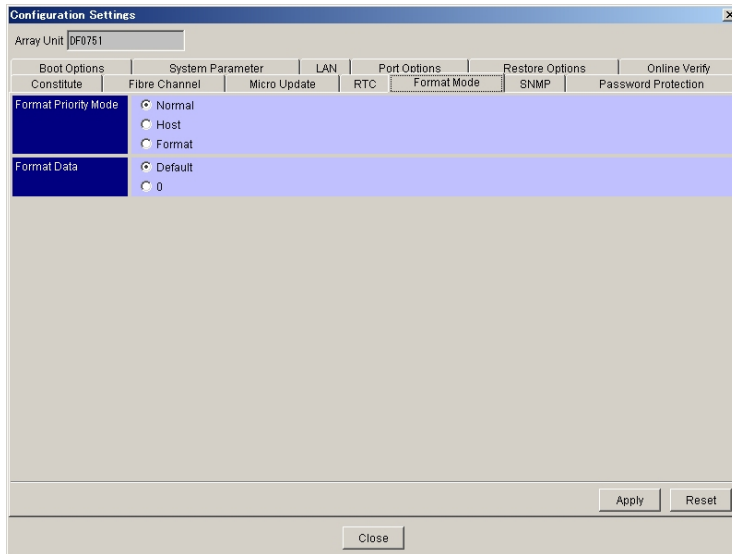 Configuration Settings
Array Unit DF0751
Boot Options System Parameter LAN Port Options Restore Options Online Verify
Constitute Fibre Channel Micro Update RTC Format Mode SNMP Password Protection
Format Priority Mode Normal
Host
Format
Format Data Default
0
Apply Reset
Close